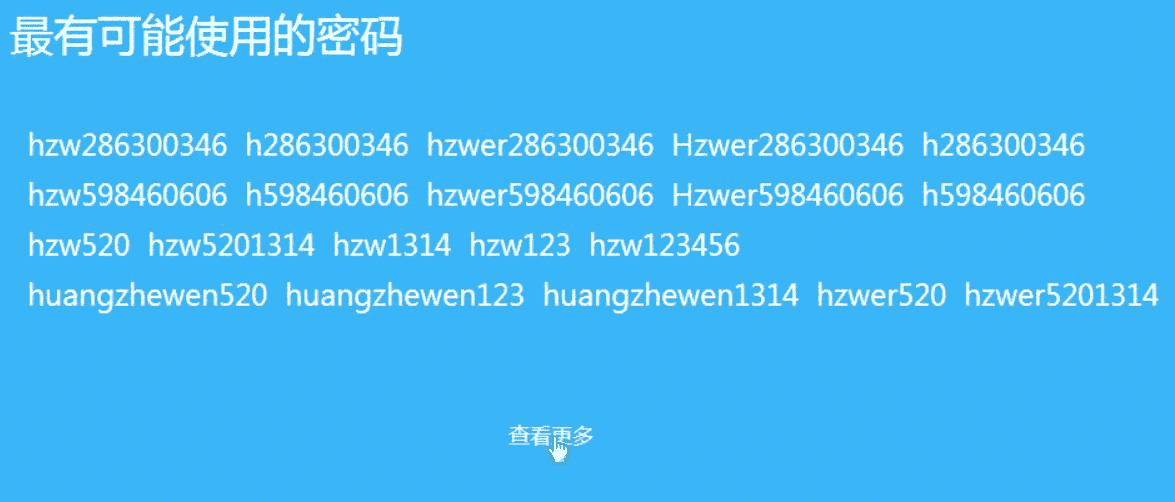 最有可能使用的密码
hzw286300346 h286300346 hzwer286300346 Hzwer286300346 h286300346
hzw598460606 h598460606 hzwer598460606 Hzwer598460606 h598460606
hzw520 hzw5201314 hzw1314 hzw123 hzw123456
huangzhewen520 huangzhewen123 huangzhewen1314 hzwer520 hzwer5201314
查看更多